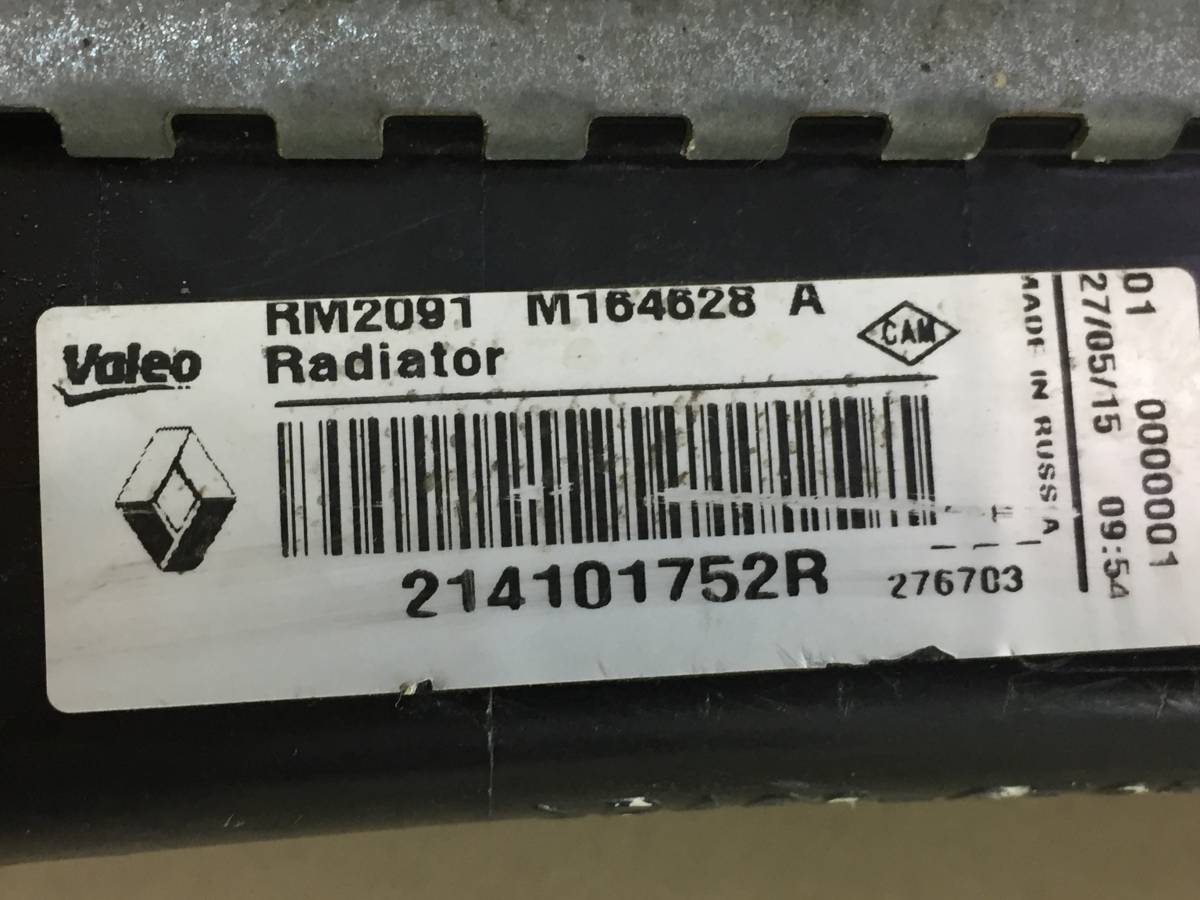 RM2091 M164628 A
Valeo
Radiator
CAM
214101752R
276703
MADE IN RUSSIA
27/05/15 09:54
01 0000001